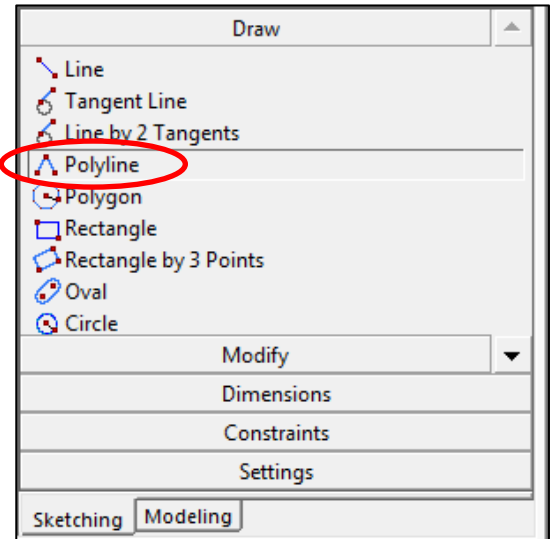 Draw
Line
Tangent Line
Line by 2 Tangents
Polyline
Polygon
Rectangle
Rectangle by 3 Points
Oval
Circle
Modify
Dimensions
Constraints
Settings
Sketching Modeling